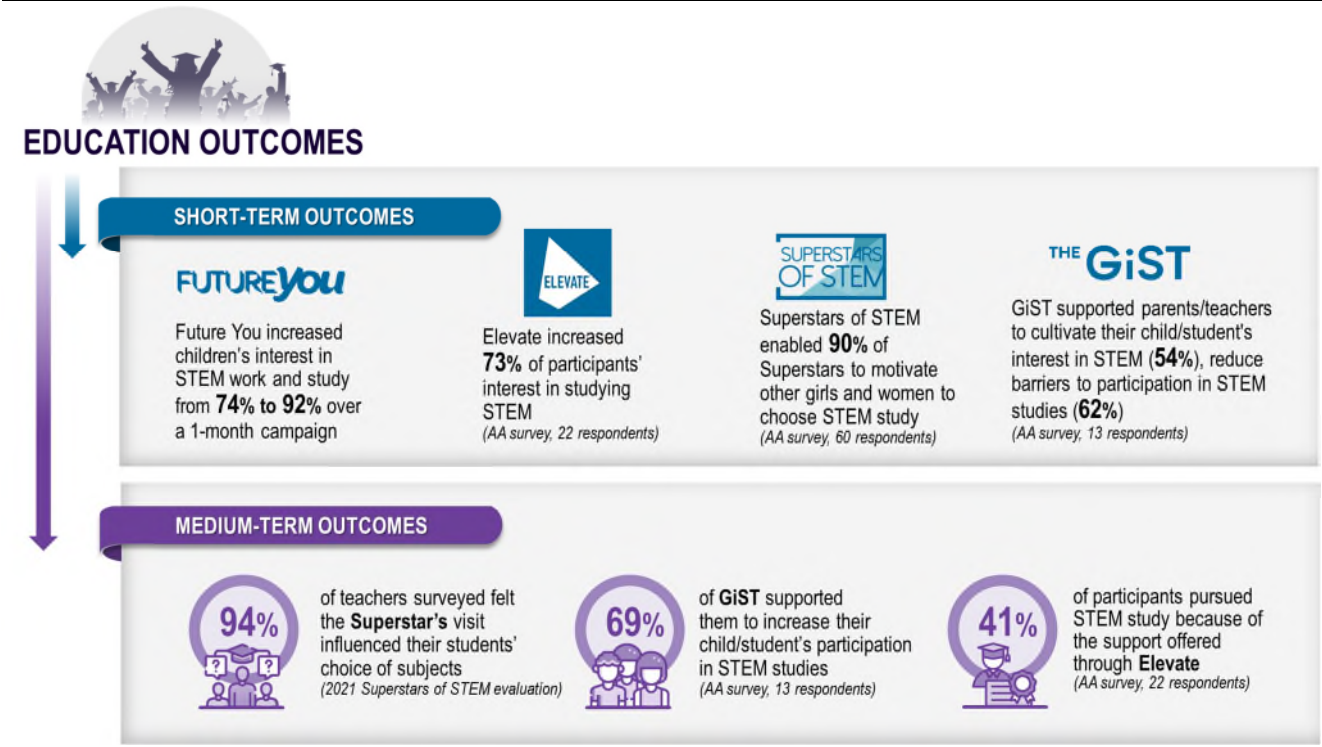 EDUCATION OUTCOMES
SHORT-TERM OUTCOMES
FUTUREYOU
Future You increased
children's interest in
STEM work and study
from 74% to 92% over
a 1-month campaign
ELEVATE
Elevate increased
73% of participants'
interest in studying
STEM
(AA survey, 22 respondents)
SUPERSTARS
OF STEM
Superstars of STEM
enabled 90% of
Superstars to motivate
other girls and women to
choose STEM study
(AA survey, 60 respondents)
THE GiST
GiST supported parents/teachers
to cultivate their child/student's
interest in STEM (54%), reduce
barriers to participation in STEM
studies (62%)
(AA survey, 13 respondents)
MEDIUM-TERM OUTCOMES
94%
? ?
of teachers surveyed felt
the Superstar's visit
influenced their students'
choice of subjects
(2021 Superstars of STEM evaluation)
69%
of GiST supported
them to increase their
child/student's participation
in STEM studies
(AA survey, 13 respondents)
41%
of participants pursued
STEM study because of
the support offered
through Elevate
(AA survey, 22 respondents)